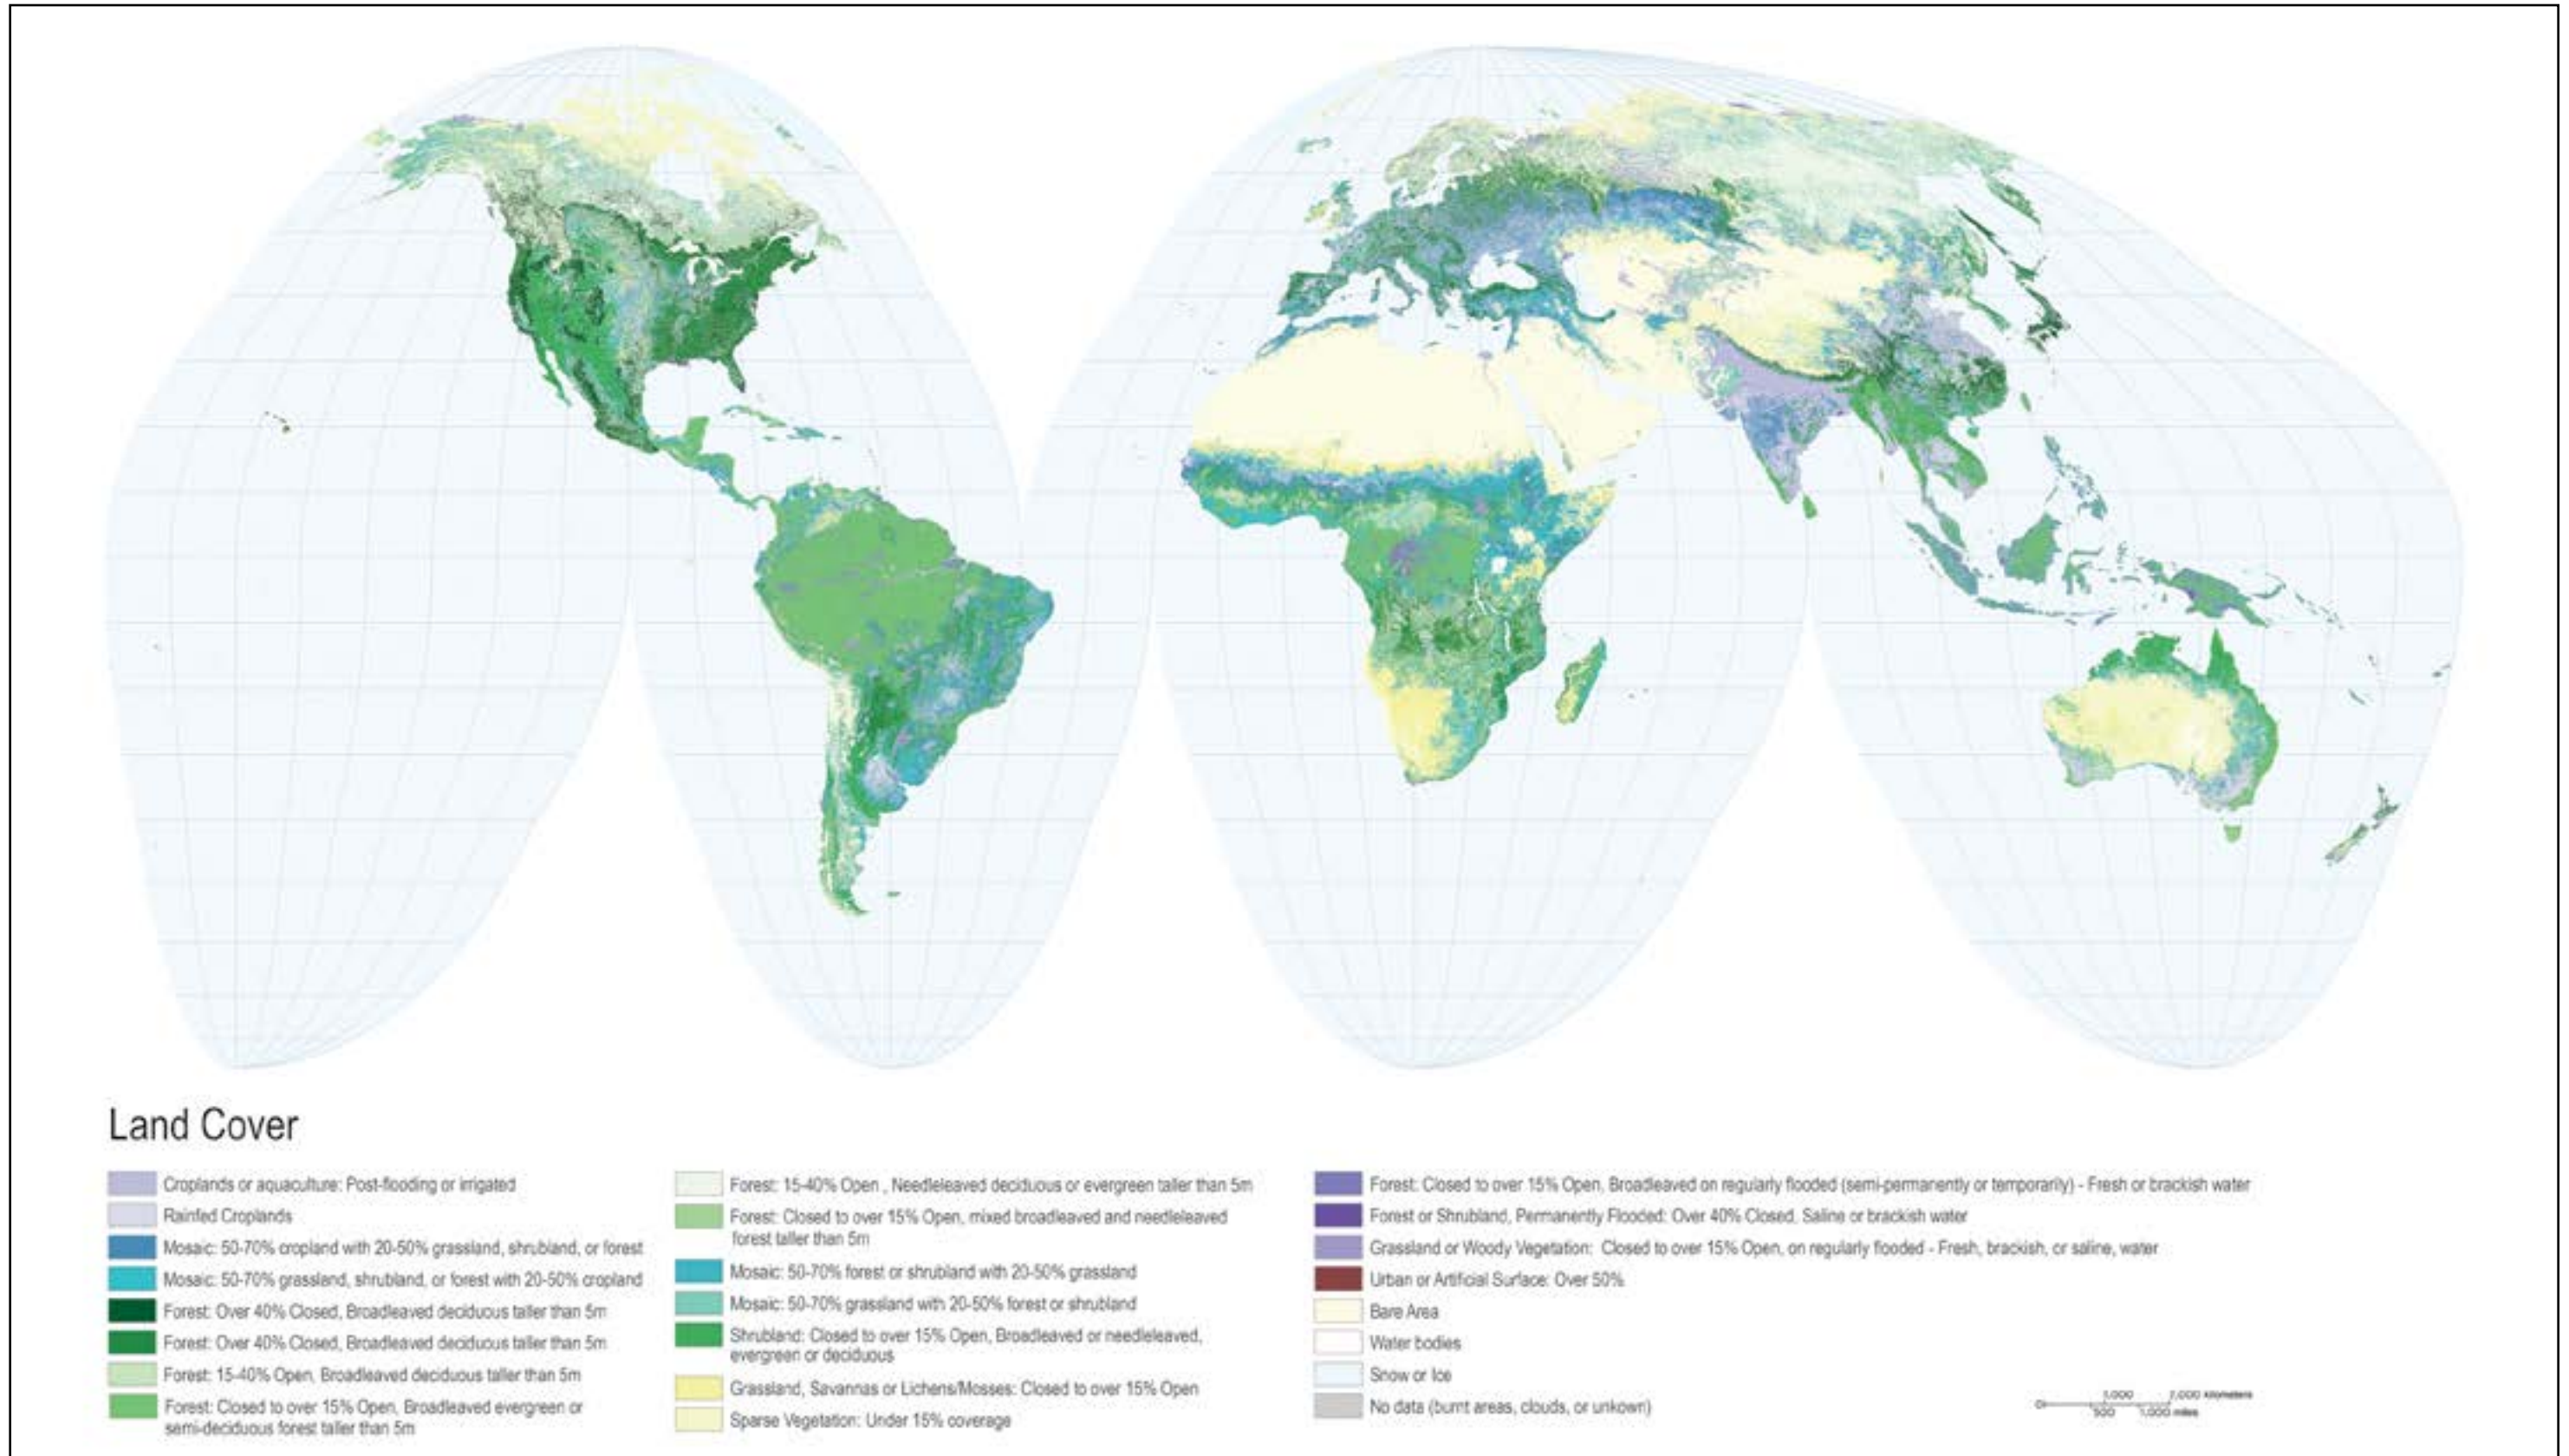 Land Cover
Croplands or aquaculture: Post-flooding or irrigated
Rainfed Croplands
Mosaic: 50-70% cropland with 20-50% grassland, shrubland, or forest
Mosaic: 50-70% grassland, shrubland, or forest with 20-50% cropland
Forest: Over 40% Closed, Broadleaved deciduous taller than 5m
Forest: Over 40% Closed, Broadleaved deciduous taller than 5m
Forest: 15-40% Open, Broadleaved deciduous taller than 5m
Forest: Closed to over 15% Open, Broadleaved evergreen or
semi-deciduous forest taller than 5m
Forest: 15-40% Open , Needleleaved deciduous or evergreen taller than 5m
Forest: Closed to over 15% Open, mixed broadleaved and needleleaved
forest taller than 5m
Mosaic: 50-70% forest or shrubland with 20-50% grassland
Mosaic: 50-70% grassland with 20-50% forest or shrubland
Shrubland: Closed to over 15% Open, Broadleaved or needleleaved,
evergreen or deciduous
Grassland, Savannas or Lichens/Mosses: Closed to over 15% Open
Sparse Vegetation: Under 15% coverage
Forest: Closed to over 15% Open, Broadleaved on regularly flooded (semi-permanently or temporarily) - Fresh or brackish water
Forest or Shrubland, Permanently Flooded: Over 40% Closed, Saline or brackish water
Grassland or Woody Vegetation: Closed to over 15% Open, on regularly flooded - Fresh, brackish, or saline, water
Urban or Artificial Surface: Over 50%
Bare Area
Water bodies
Snow or Ice
No data (burnt areas, clouds, or unkown)
1,000 2,000 kilometers
0
500 1,000 miles